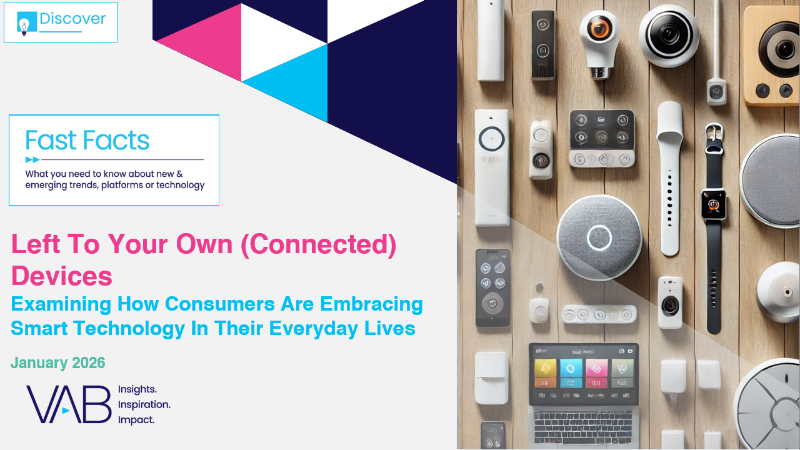 Discover
Fast Facts
What you need to know about new &
emerging trends, platforms or technology
Left To Your Own (Connected)
Devices
Examining How Consumers Are Embracing
Smart Technology In Their Everyday Lives
January 2026
VAB
Insights.
Inspiration.
Impact.